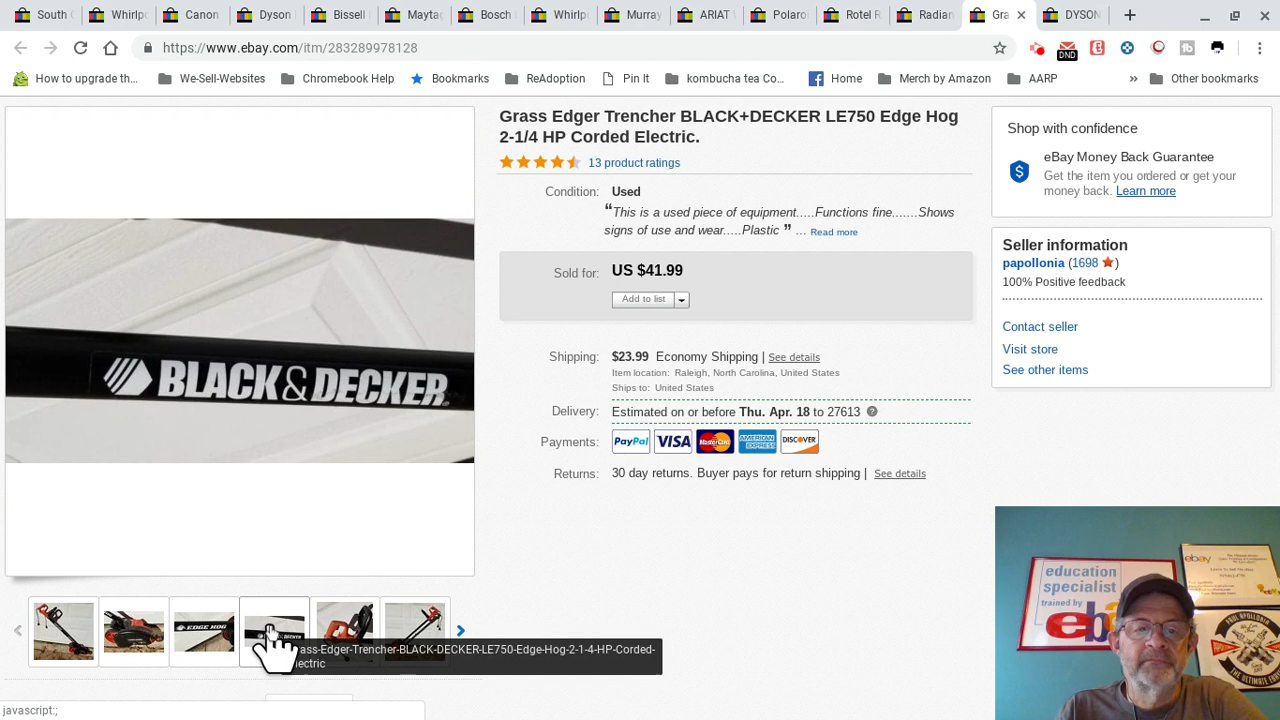 South
Whirlp
Canon
Dyson
Bissell
Mayta
Bosch
Whirlp
Murray
ARIAT
Polaro
Rotel R
Radian
Gra
DYSON
https://www.ebay.com/itm/283289978128
DND
How to upgrade th…
We-Sell-Websites
Chromebook Help
Bookmarks
ReAdoption
Pin It
kombucha tea Co…
Home
Merch by Amazon
AARP
»
Other bookmarks
Grass Edger Trencher BLACK+DECKER LE750 Edge Hog
2-1/4 HP Corded Electric.
13 product ratings
Condition: Used
“This is a used piece of equipment.....Functions fine.......Shows
signs of use and wear.....Plastic ” ... Read more
Sold for: US $41.99
Add to list
Shipping: $23.99 Economy Shipping | See details
Item location: Raleigh, North Carolina, United States
Ships to: United States
Delivery: Estimated on or before Thu. Apr. 18 to 27613
Payments: PayPal VISA MasterCard AMERICAN EXPRESS DISCOVER
Returns: 30 day returns. Buyer pays for return shipping | See details
Shop with confidence
eBay Money Back Guarantee
Get the item you ordered or get your
money back. Learn more
Seller information
papollonia (1698 )
100% Positive feedback
Contact seller
Visit store
See other items
BLACK&DECKER
EDGE HOG
ass-Edger-Trencher-BLACK-DECKER-LE750-Edge-Hog-2-1-4-HP-Corded-
lectric
javascript:;
education
specialist
trained by
eb
ebay
PAUL APOLLONIA
THE ULTIMATE